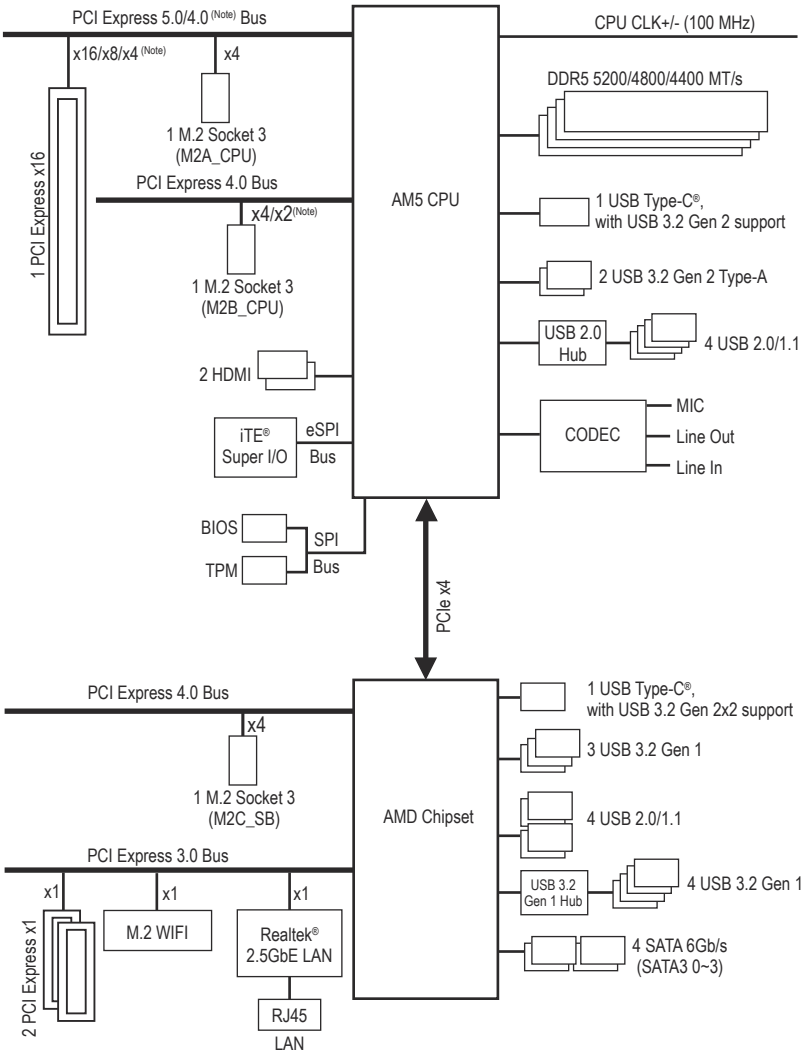 PCI Express 5.0/4.0 (Note) Bus
x16/x8/x4 (Note)
x4
1 PCI Express x16
1 M.2 Socket 3
(M2A_CPU)
PCI Express 4.0 Bus
x4/x2(Note)
1 M.2 Socket 3
(M2B_CPU)
2 HDMI
iTE®
Super I/O
eSPI
Bus
BIOS
TPM
SPI
Bus
AM5 CPU
CPU CLK+/- (100 MHz)
DDR5 5200/4800/4400 MT/s
1 USB Type-C®,
with USB 3.2 Gen 2 support
2 USB 3.2 Gen 2 Type-A
USB 2.0
Hub
4 USB 2.0/1.1
CODEC
MIC
Line Out
Line In
PCIe x4
PCI Express 4.0 Bus
x4
1 M.2 Socket 3
(M2C_SB)
PCI Express 3.0 Bus
x1
x1
x1
2 PCI Express x1
M.2 WIFI
Realtek®
2.5GbE LAN
RJ45
LAN
AMD Chipset
1 USB Type-C®,
with USB 3.2 Gen 2x2 support
3 USB 3.2 Gen 1
4 USB 2.0/1.1
USB 3.2
Gen 1 Hub
4 USB 3.2 Gen 1
4 SATA 6Gb/s
(SATA3 0~3)